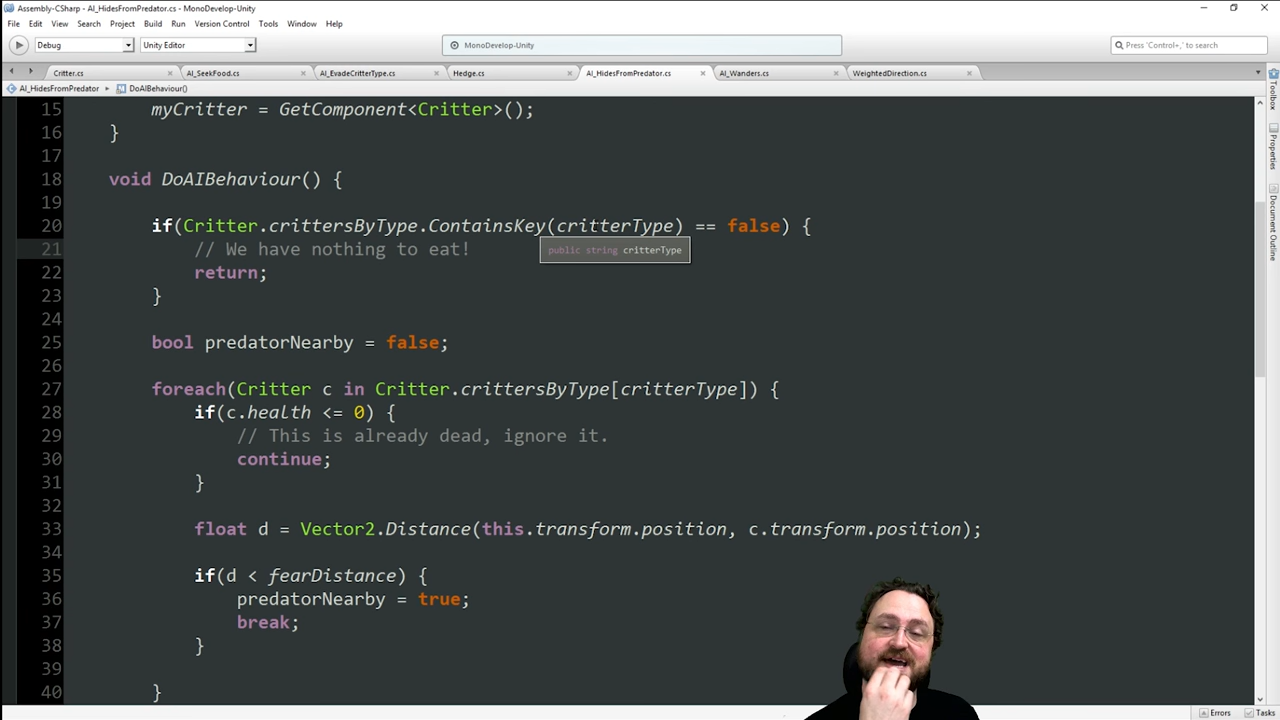 Assembly-CSharp - AI_HidesFromPredator.cs - MonoDevelop-Unity
File Edit View Search Project Build Run Version Control Tools Window Help
Debug Unity Editor MonoDevelop-Unity Press 'Control+,' to search
Critter.cs AI_SeekFood.cs AI_EvadeCritterType.cs Hedge.cs AI_HidesFromPredator.cs AI_Wanders.cs WeightedDirection.cs
AI_HidesFromPredator DoAIBehaviour()
15 myCritter = GetComponent<Critter>();
16 }
17
18 void DoAIBehaviour() {
19
20 if(Critter.crittersByType.ContainsKey(critterType) == false) {
21 // We have nothing to eat!
public string critterType
22 return;
23 }
24
25 bool predatorNearby = false;
26
27 foreach(Critter c in Critter.crittersByType[critterType]) {
28 if(c.health <= 0) {
29 // This is already dead, ignore it.
30 continue;
31 }
32
33 float d = Vector2.Distance(this.transform.position, c.transform.position);
34
35 if(d < fearDistance) {
36 predatorNearby = true;
37 break;
38 }
39
40 }
Toolbox
Properties
Document Outline
Errors Tasks